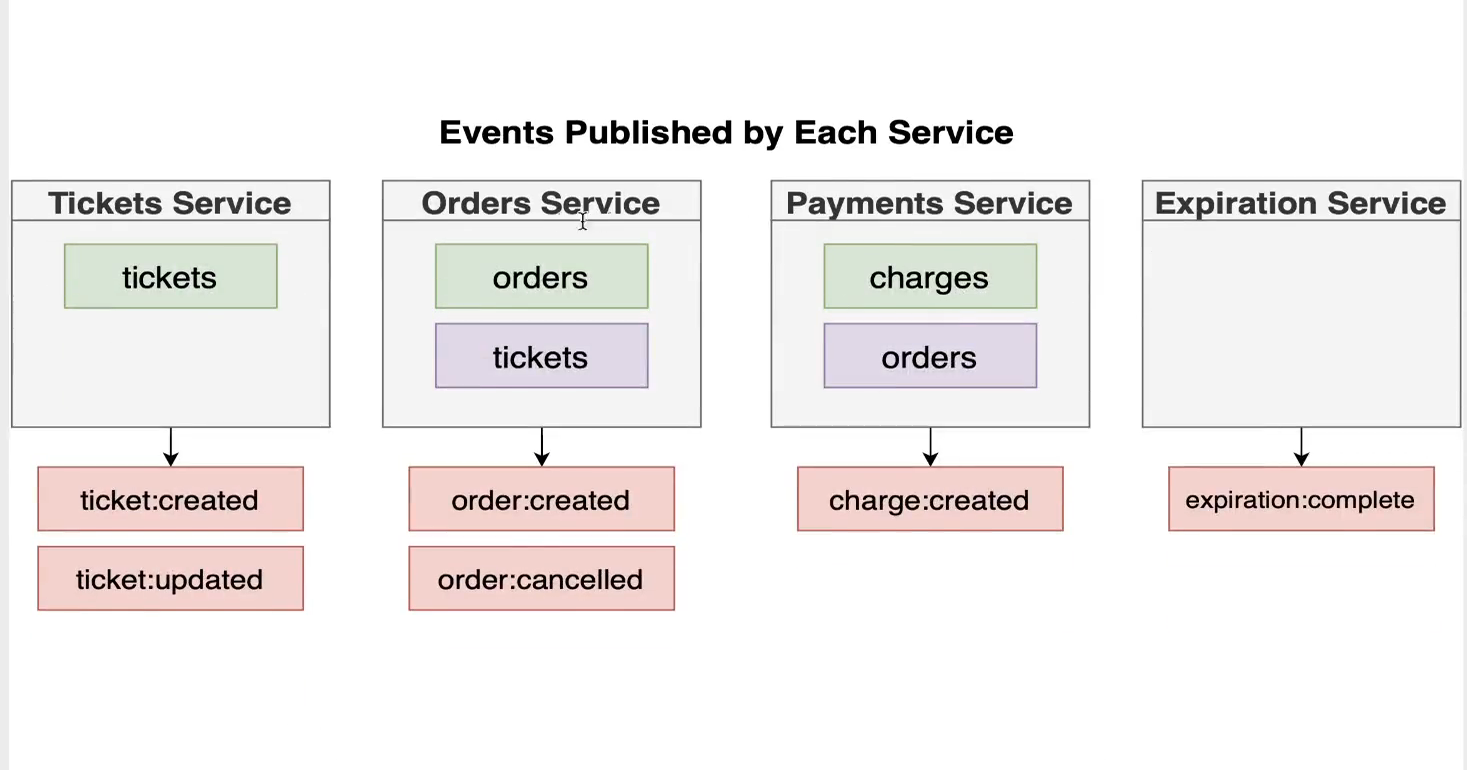 Events Published by Each Service
Tickets Service
tickets
ticket:created
ticket:updated
Orders Service
orders
tickets
order:created
order:cancelled
Payments Service
charges
orders
charge:created
Expiration Service
expiration:complete